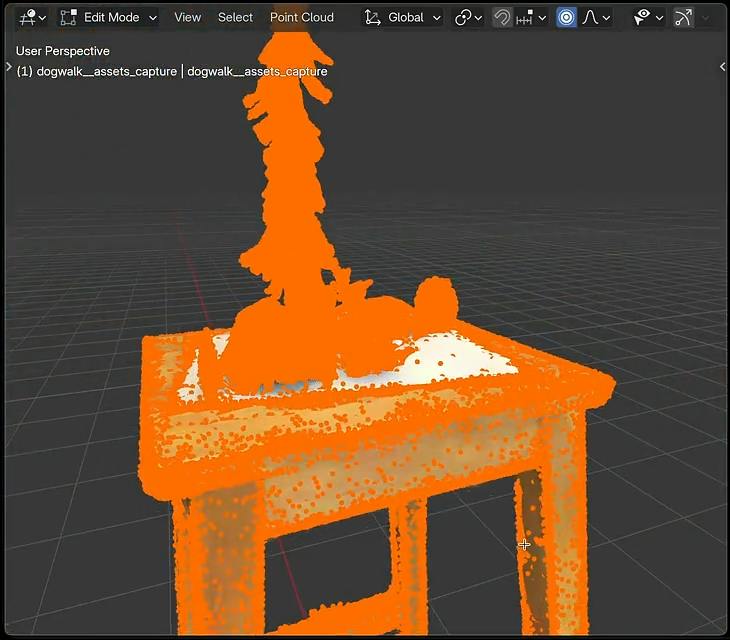 Edit Mode View Select Point Cloud Global
User Perspective
(1) dogwalk__assets_capture | dogwalk__assets_capture